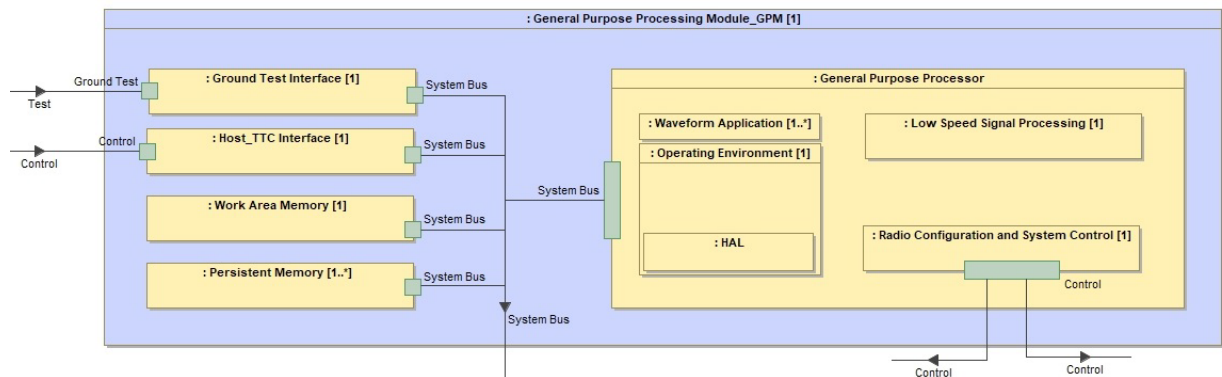 : General Purpose Processing Module_GPM [1]
Ground Test
Test
: Ground Test Interface [1]
System Bus
Control
Control
: Host_TTC Interface [1]
System Bus
: Work Area Memory [1]
System Bus
: Persistent Memory [1..*]
System Bus
System Bus
System Bus
: General Purpose Processor
: Waveform Application [1..*]
: Operating Environment [1]
: HAL
: Low Speed Signal Processing [1]
: Radio Configuration and System Control [1]
Control
Control
Control